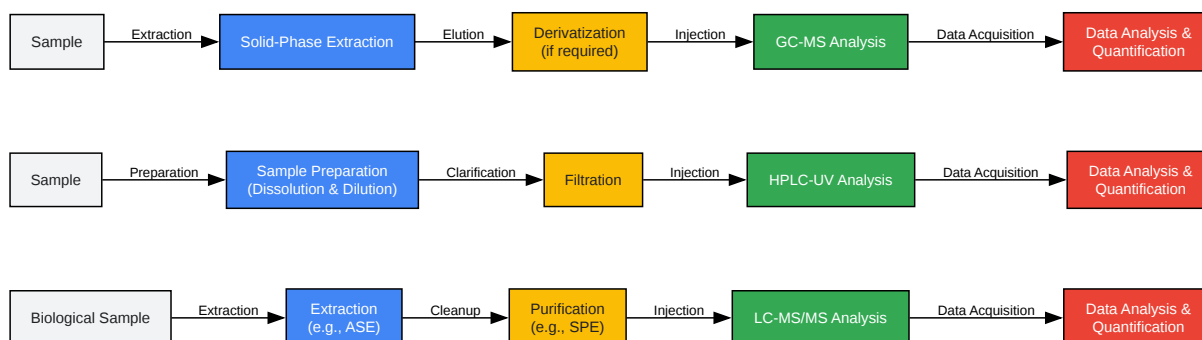 Sample
Extraction
Solid-Phase Extraction
Elution
Derivatization
(if required)
Injection
GC-MS Analysis
Data Acquisition
Data Analysis &
Quantification
Sample
Preparation
Sample Preparation
(Dissolution & Dilution)
Clarification
Filtration
Injection
HPLC-UV Analysis
Data Acquisition
Data Analysis &
Quantification
Biological Sample
Extraction
Extraction
(e.g., ASE)
Cleanup
Purification
(e.g., SPE)
Injection
LC-MS/MS Analysis
Data Acquisition
Data Analysis &
Quantification